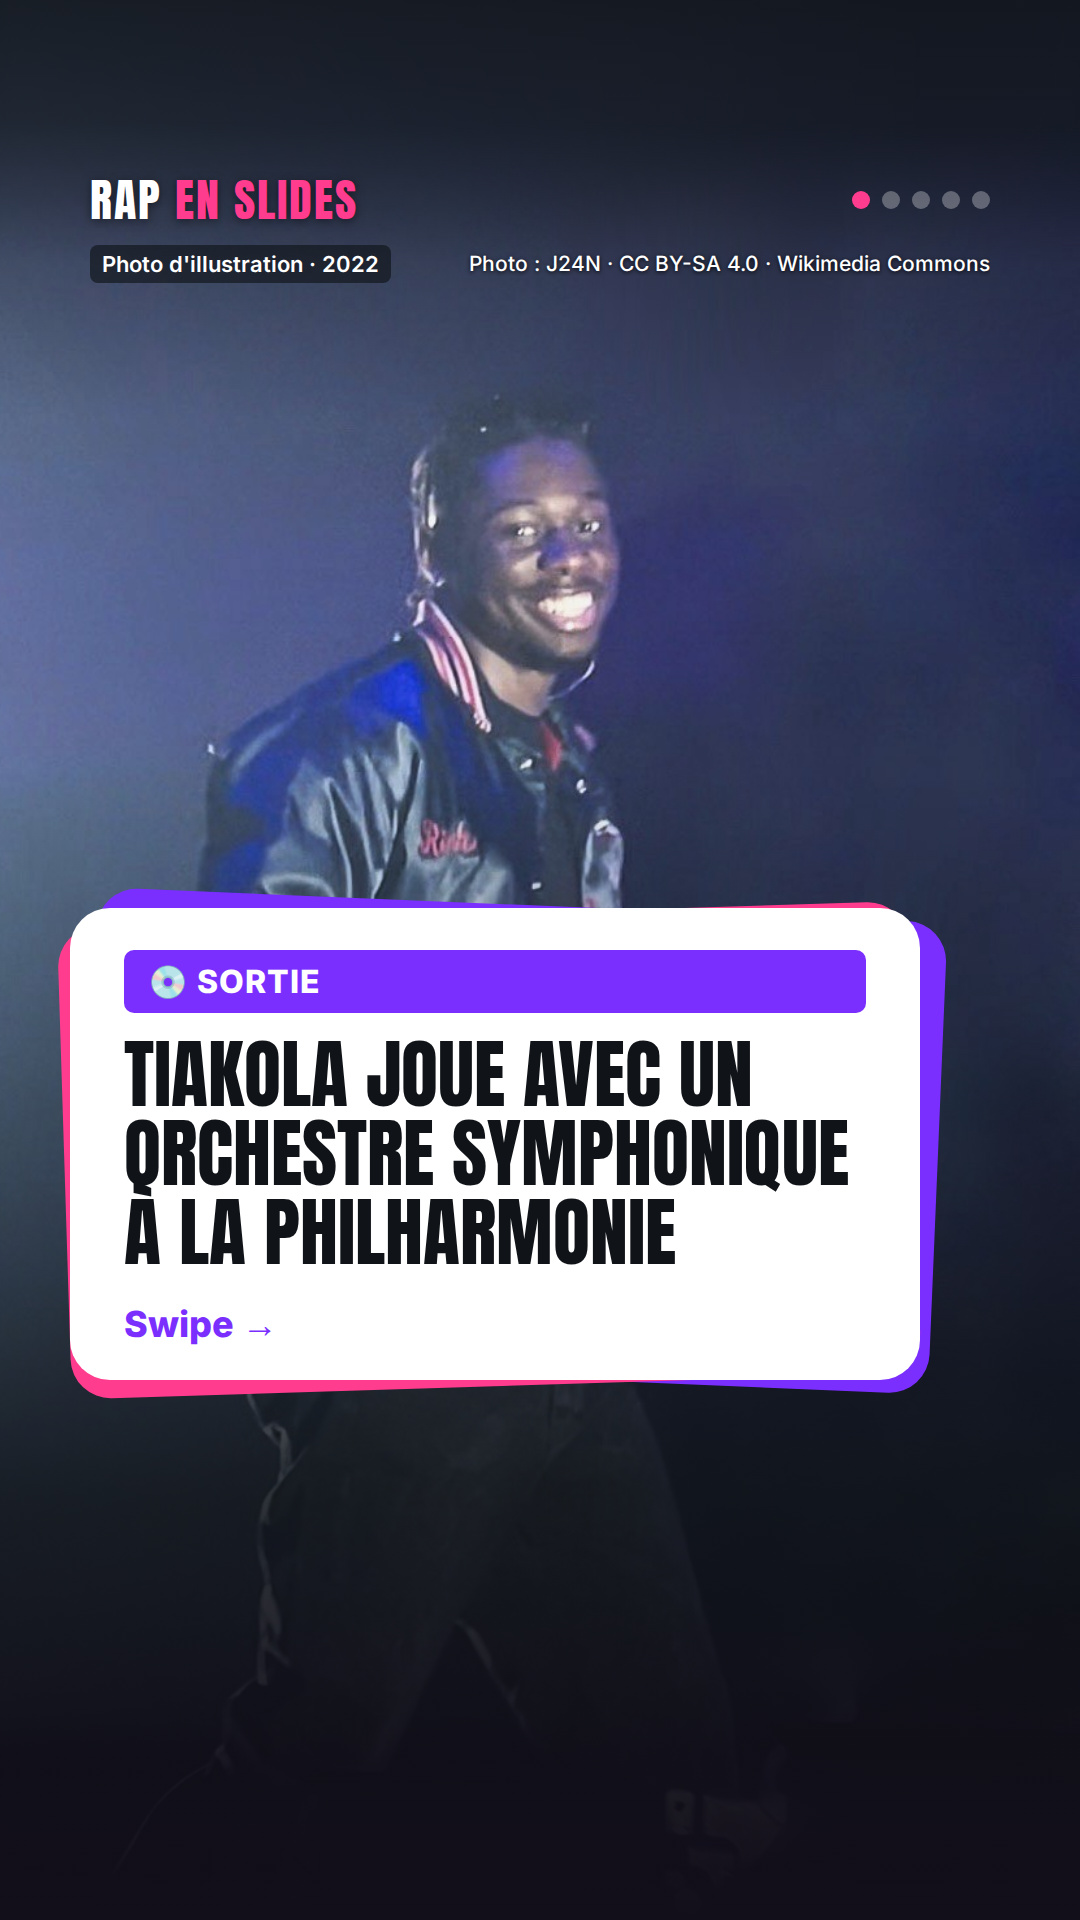 RAP EN SLIDES
Photo d'illustration · 2022
Photo : J24N · CC BY-SA 4.0 · Wikimedia Commons
Rich
💿 SORTIE
TIAKOLA JOUE AVEC UN
ORCHESTRE SYMPHONIQUE
À LA PHILHARMONIE
Swipe →